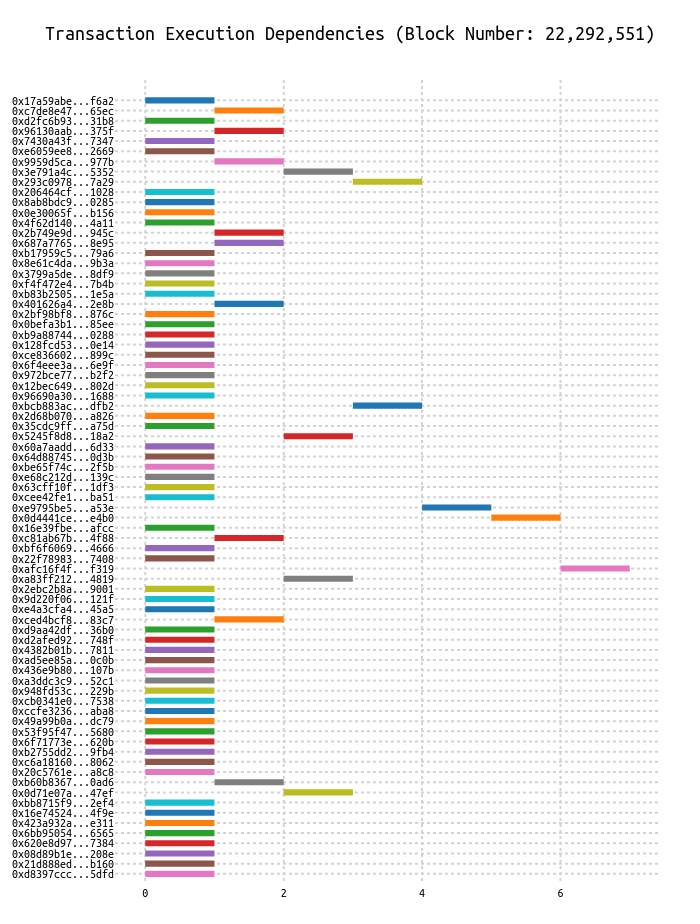 Transaction Execution Dependencies (Block Number: 22,292,551)
0x17a59abe...f6a2
0xc7de8e47...65ec
0xd2fc6b93...31b8
0x96130aab...375f
0x7430a43f...7347
0xe6059ee8...2669
0x9959d5ca...977b
0x3e791a4c...5352
0x293c0978...7a29
0x206464cf...1028
0x8ab8bdc9...0285
0x0e30065f...b156
0x4f62d140...4a11
0x2b749e9d...945c
0x687a7765...8e95
0xb17959c5...79a6
0x8e61c4da...9b3a
0x3799a5de...8df9
0xf4f472e4...7b4b
0xb83b2505...1e5a
0x401626a4...2e8b
0x2bf98bf8...876c
0x0befa3b1...85ee
0xb9a88744...0288
0x128fcd53...0e14
0xce836602...899c
0x6f4eee3a...6e9f
0x972bce77...b2f2
0x12bec649...802d
0x96690a30...1688
0xbcb883ac...dfb2
0x2d68b070...a826
0x35cdc9ff...a75d
0x5245f8d8...18a2
0x60a7aadd...6d33
0x64d88745...0d3b
0xbe65f74c...2f5b
0xe68c212d...139c
0x63cff10f...1df3
0xcee42fe1...ba51
0xe9795be5...a53e
0x0d4441ce...e4b0
0x16e39fbe...afcc
0xc81ab67b...4f88
0xbf6f6069...4666
0x22f78983...7408
0xafc16f4f...f319
0xa83ff212...4819
0x2ebc2b8a...9001
0x9d220f06...121f
0xe4a3cfa4...45a5
0xced4bcf8...83c7
0xd9aa42df...36b0
0xd2afed92...748f
0x4382b01b...7811
0xad5ee85a...0c0b
0x436e9b80...107b
0xa3ddc3c9...52c1
0x948fd53c...229b
0xcb0341e0...7538
0xccfe3236...aba8
0x49a99b0a...dc79
0x53f95f47...5680
0x6f71773e...620b
0xb2755dd2...9fb4
0xc6a18160...8062
0x20c5761e...a8c8
0xb60b8367...0ad6
0x0d71e07a...47ef
0xbb8715f9...2ef4
0x16e74524...4f9e
0x423a932a...e311
0x6bb95054...6565
0x620e8d97...7384
0x08d89b1e...208e
0x21d888ed...b160
0xd8397ccc...5dfd
0 2 4 6